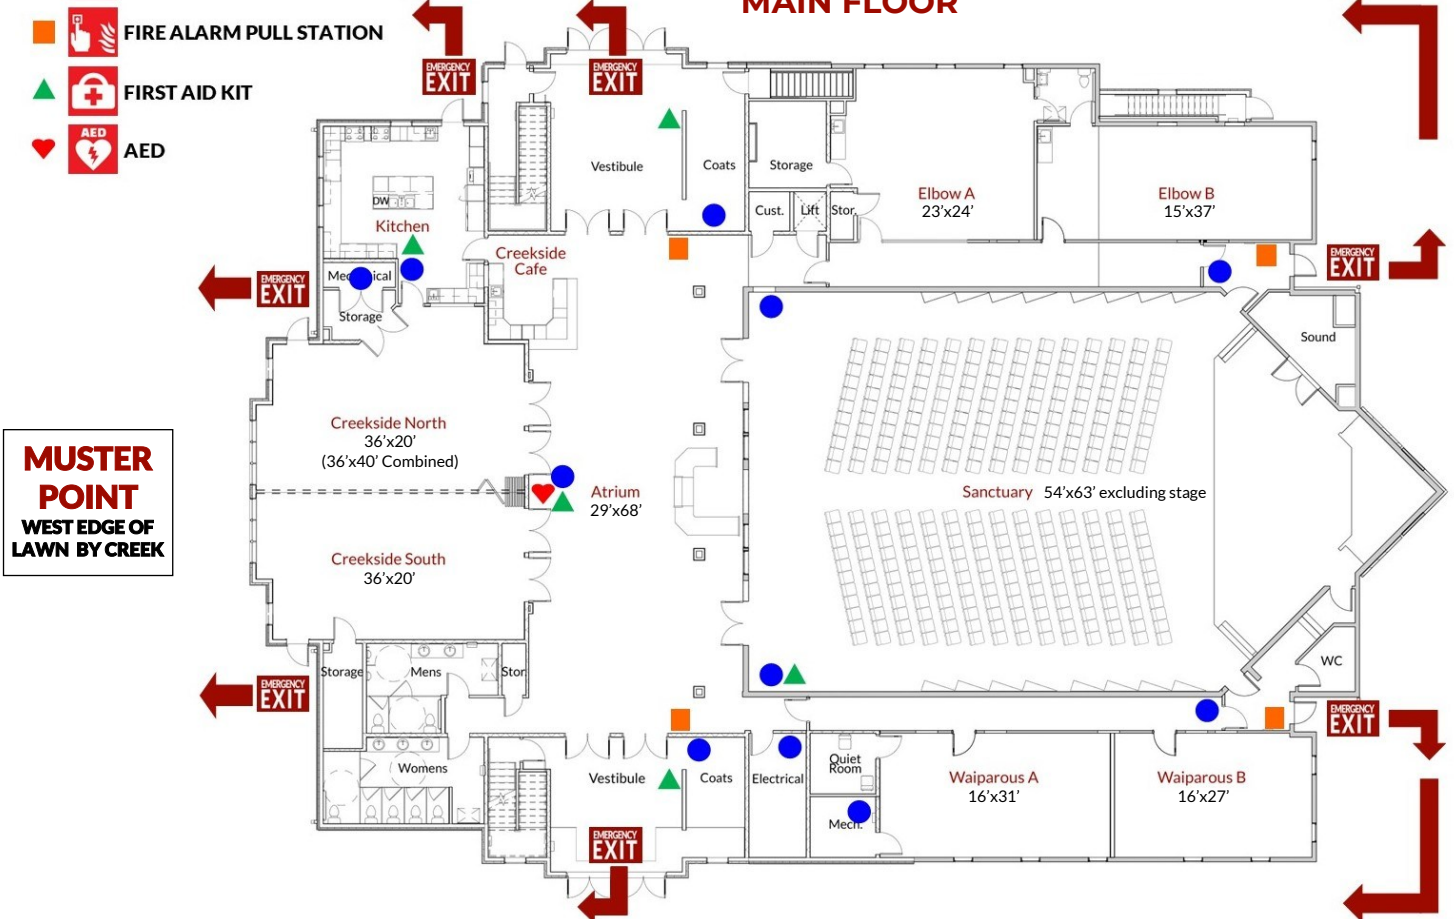 MAIN FLOOR
FIRE ALARM PULL STATION
FIRST AID KIT
AED
AED
EMERGENCY
EXIT
EMERGENCY
EXIT
Vestibule
Coats
Storage
Cust.
Lift
Stor.
Elbow A
23'x24'
Elbow B
15'x37'
DW
Kitchen
Creekside
Cafe
EMERGENCY
EXIT
EMERGENCY
EXIT
Storage
Sound
Creekside North
36'x20'
(36'x40' Combined)
MUSTER
POINT
WEST EDGE OF
LAWN BY CREEK
Atrium
29'x68'
Sanctuary 54'x63' excluding stage
Creekside South
36'x20'
Storage
Mens
Stor
WC
EMERGENCY
EXIT
EMERGENCY
EXIT
Womens
Vestibule
Coats
Electrical
Quiet
Room
Mech.
Waiparous A
16'x31'
Waiparous B
16'x27'
EMERGENCY
EXIT